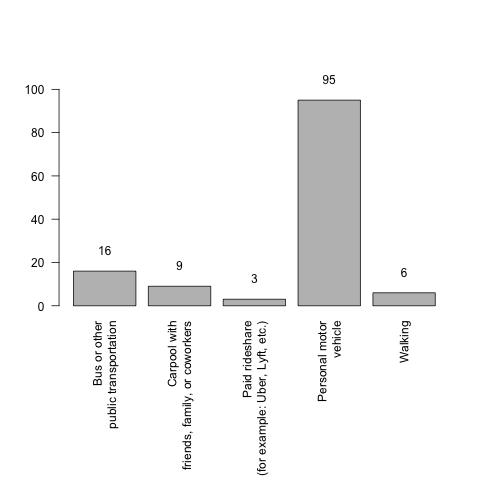 100
80
60
40
20
0
16
9
3
95
6
Bus or other
public transportation
Carpool with
friends, family, or coworkers
Paid rideshare
(for example: Uber, Lyft, etc.)
Personal motor
vehicle
Walking